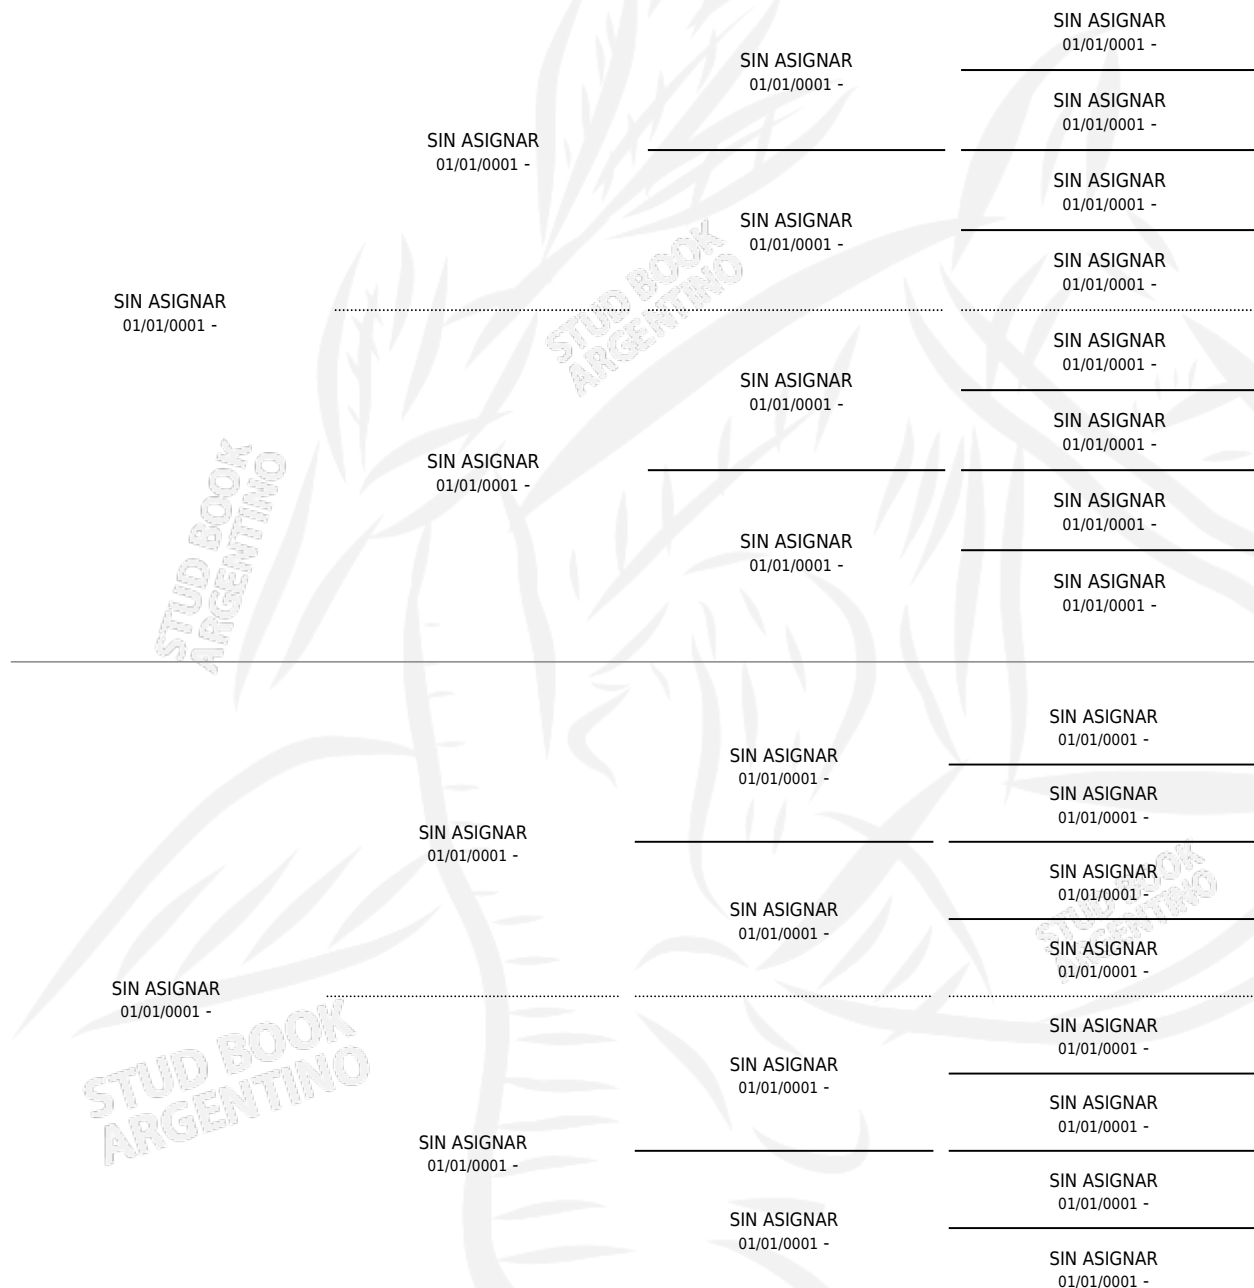 SIN ASIGNAR
01/01/0001 -
SIN ASIGNAR
01/01/0001 -
SIN ASIGNAR
01/01/0001 -
SIN ASIGNAR
01/01/0001 -
SIN ASIGNAR
01/01/0001 -
SIN ASIGNAR
01/01/0001 -
SIN ASIGNAR
01/01/0001 -
SIN ASIGNAR
01/01/0001 -
STUD BOOK
ARGENTINO
SIN ASIGNAR
01/01/0001 -
SIN ASIGNAR
01/01/0001 -
SIN ASIGNAR
01/01/0001 -
SIN ASIGNAR
01/01/0001 -
SIN ASIGNAR
01/01/0001 -
SIN ASIGNAR
01/01/0001 -
SIN ASIGNAR
01/01/0001 -
STUD BOOK
ARGENTINO
SIN ASIGNAR
01/01/0001 -
SIN ASIGNAR
01/01/0001 -
SIN ASIGNAR
01/01/0001 -
SIN ASIGNAR
01/01/0001 -
SIN ASIGNAR
01/01/0001 -
SIN ASIGNAR
01/01/0001 -
SIN ASIGNAR
01/01/0001 -
STUD BOOK
ARGENTINO
SIN ASIGNAR
01/01/0001 -
SIN ASIGNAR
01/01/0001 -
SIN ASIGNAR
01/01/0001 -
STUD BOOK
ARGENTINO
SIN ASIGNAR
01/01/0001 -
SIN ASIGNAR
01/01/0001 -
SIN ASIGNAR
01/01/0001 -
SIN ASIGNAR
01/01/0001 -
SIN ASIGNAR
01/01/0001 -